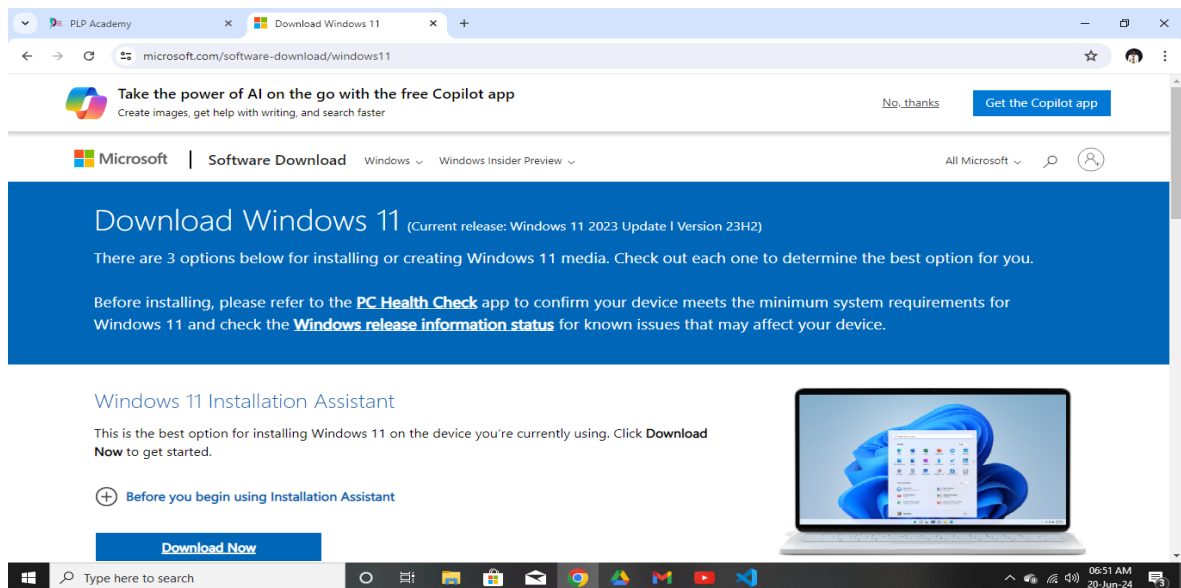 PLP Academy
Download Windows 11
microsoft.com/software-download/windows11
Take the power of AI on the go with the free Copilot app
Create images, get help with writing, and search faster
No, thanks
Get the Copilot app
Microsoft
Software Download
Windows
Windows Insider Preview
All Microsoft
Download Windows 11 (Current release: Windows 11 2023 Update l Version 23H2)
There are 3 options below for installing or creating Windows 11 media. Check out each one to determine the best option for you.
Before installing, please refer to the PC Health Check app to confirm your device meets the minimum system requirements for
Windows 11 and check the Windows release information status for known issues that may affect your device.
Windows 11 Installation Assistant
This is the best option for installing Windows 11 on the device you're currently using. Click Download
Now to get started.
Before you begin using Installation Assistant
Download Now
Type here to search
06:51 AM
20-Jun-24
3